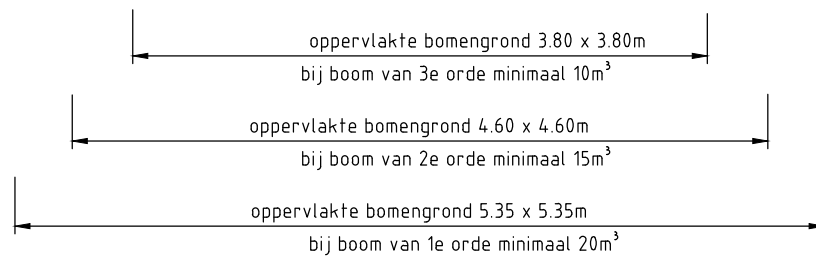 oppervlakte bomengrond 3.80 x 3.80m
bij boom van 3e orde minimaal 10m³
oppervlakte bomengrond 4.60 x 4.60m
bij boom van 2e orde minimaal 15m³
oppervlakte bomengrond 5.35 x 5.35m
bij boom van 1e orde minimaal 20m³